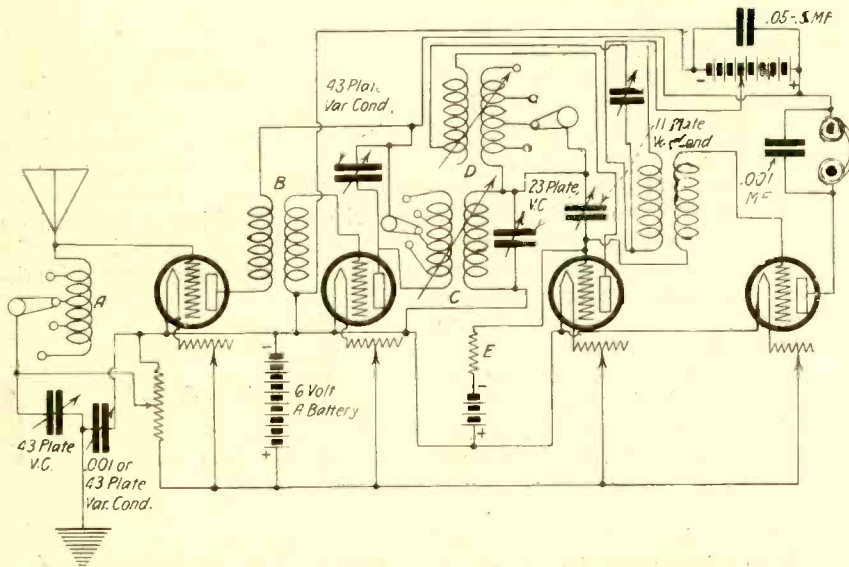 .05-.5 MF
-
+
43 Plate
Var Cond.
B
D
11 Plate
Var Cond
.001
MF
23 Plate
V.C.
A
C
E
-
+
-
6 Volt
A Battery
+
43 Plate
V.C.
.001 or
43 Plate
Var. Cond.